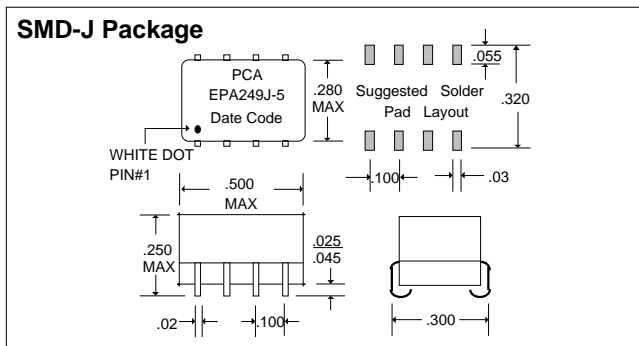 SMD-J Package
PCA
EPA249J-5
Date Code
WHITE DOT
PIN#1
.280
MAX
Suggested Solder
Pad Layout
.055
.320
.100
.03
.500
MAX
.250
MAX
.025
.045
.02
.100
.300